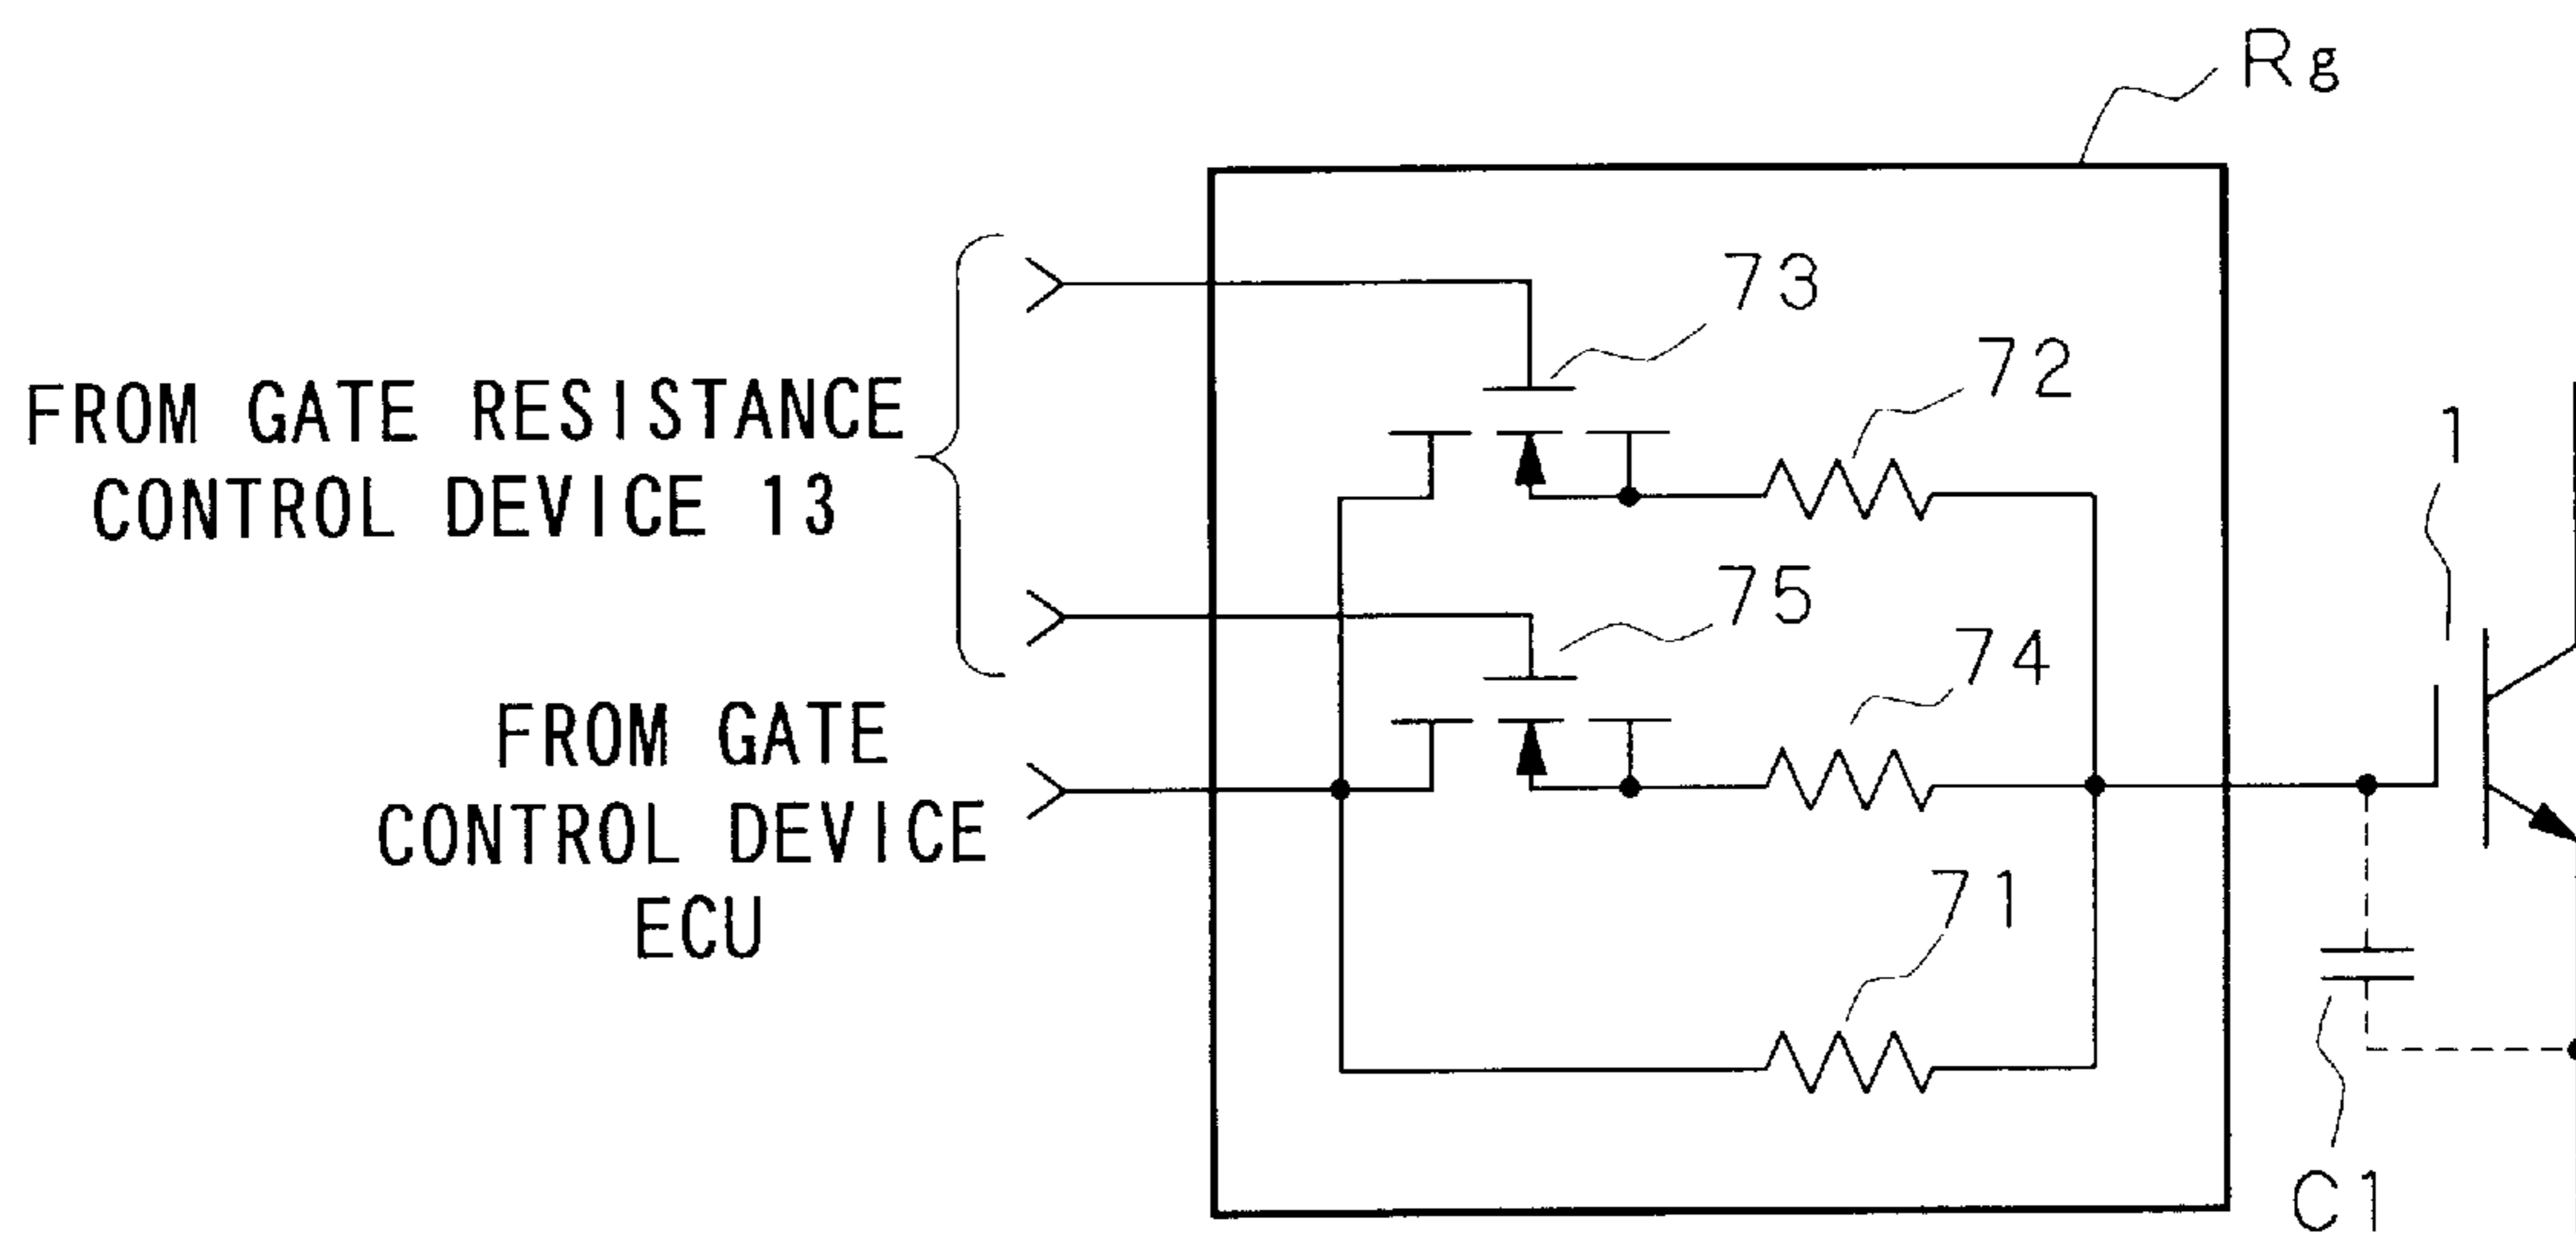 Rg
73
72
FROM GATE RESISTANCE
CONTROL DEVICE 13
1
75
74
FROM GATE
CONTROL DEVICE
ECU
71
C1